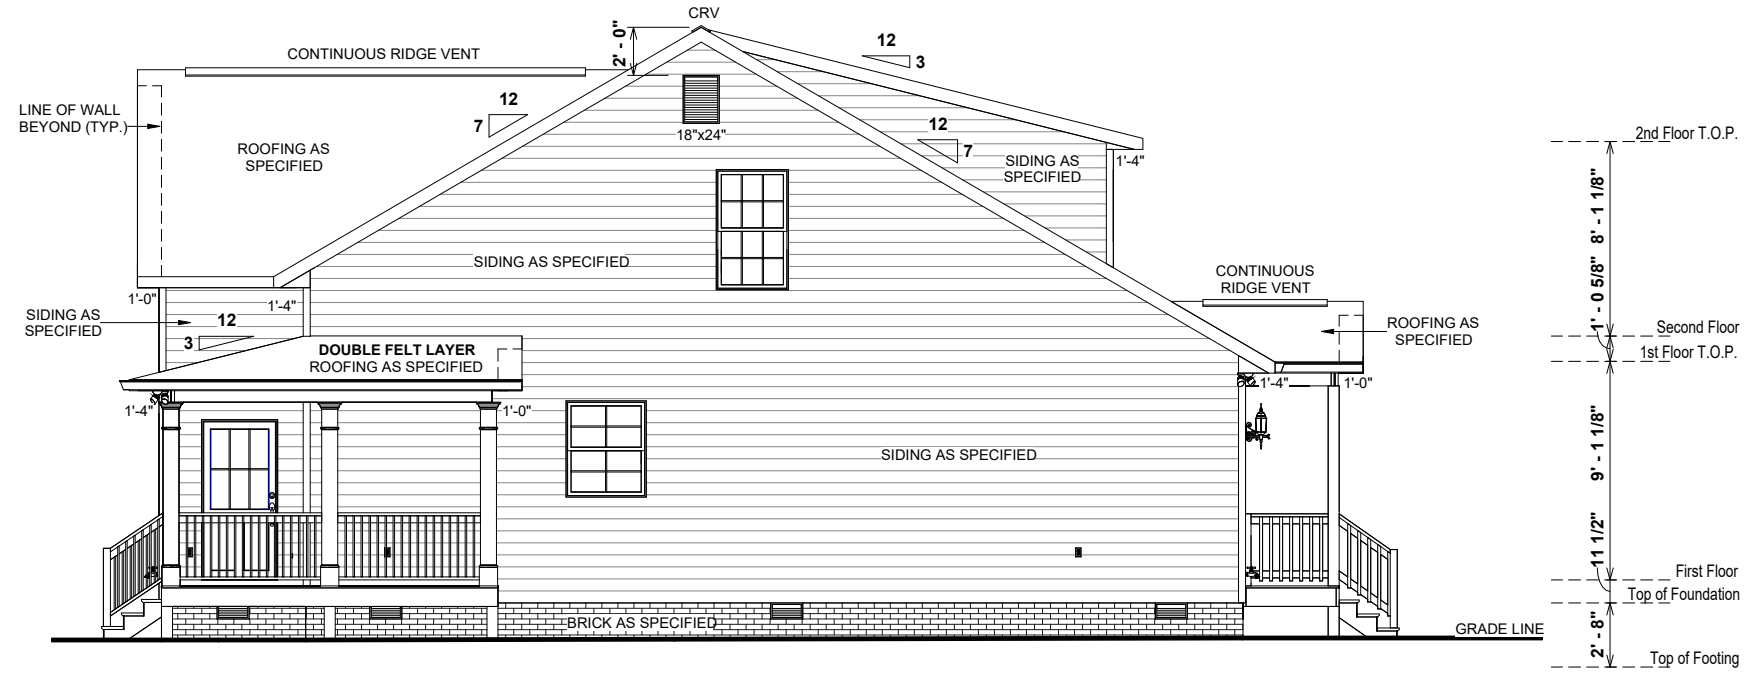 CRV
2' - 0"
12
3
CONTINUOUS RIDGE VENT
LINE OF WALL
BEYOND (TYP.)
12
7
18"x24"
12
7
2nd Floor T.O.P.
ROOFING AS
SPECIFIED
SIDING AS
SPECIFIED
1'-4"
8' - 1 1/8"
SIDING AS SPECIFIED
CONTINUOUS
RIDGE VENT
1'-0"
1'-4"
SIDING AS
SPECIFIED
12
3
ROOFING AS
SPECIFIED
1' - 0 5/8"
Second Floor
DOUBLE FELT LAYER
ROOFING AS SPECIFIED
1st Floor T.O.P.
1'-4"
1'-0"
1'-4"
1'-0"
9' - 1 1/8"
SIDING AS SPECIFIED
11 1/2"
First Floor
Top of Foundation
BRICK AS SPECIFIED
GRADE LINE
2' - 8"
Top of Footing